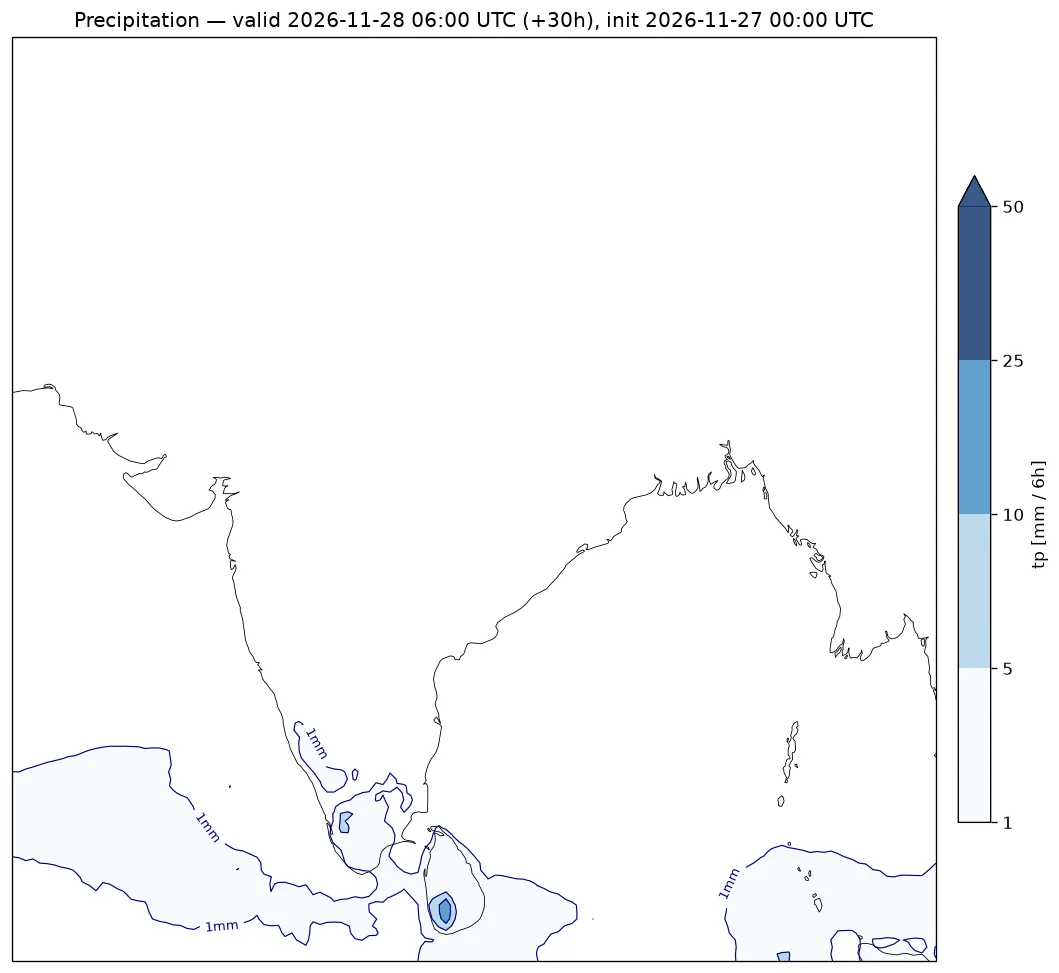 Precipitation — valid 2026-11-28 06:00 UTC (+30h), init 2026-11-27 00:00 UTC
50
25
10
5
1
tp [mm / 6h]
1mm
1mm
1mm
1mm